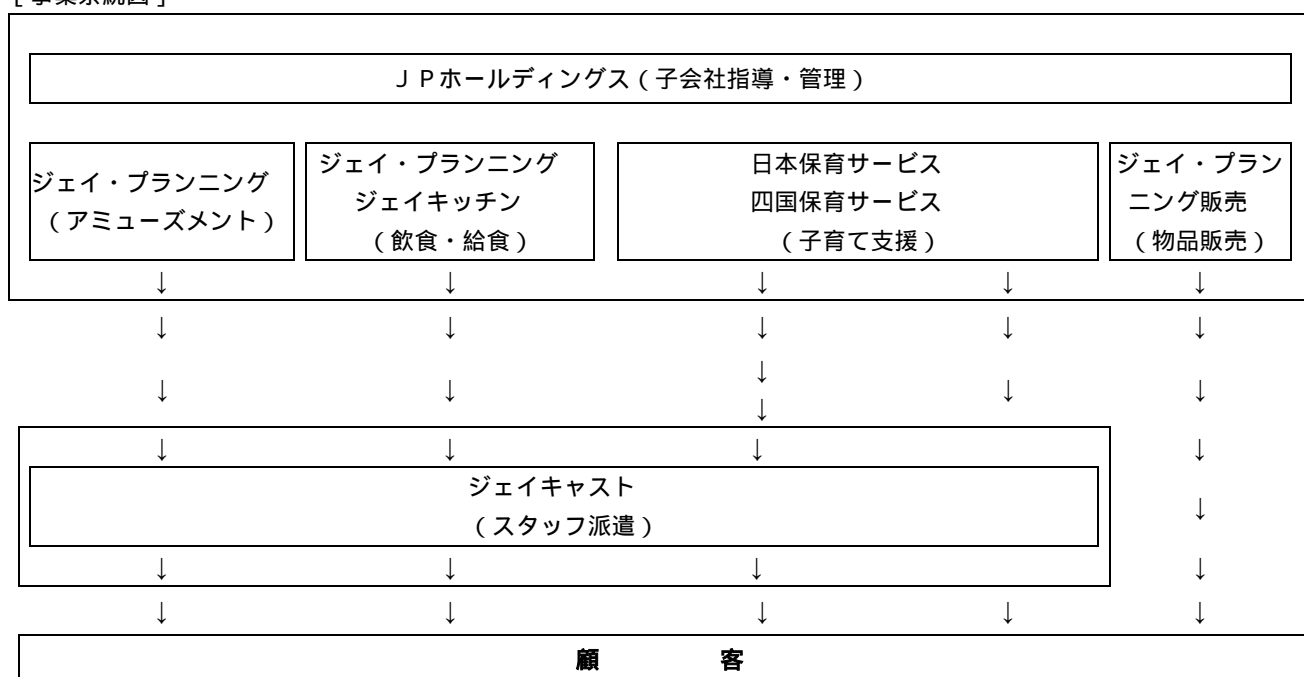 [事業系統図]
JPホールディングス(子会社指導・管理)
ジェイ・プランニング
(アミューズメント)
ジェイ・プランニング
ジェイキッチン
(飲食・給食)
日本保育サービス
四国保育サービス
(子育て支援)
ジェイ・プラン
ニング販売
(物品販売)
↓ ↓ ↓ ↓ ↓
↓ ↓ ↓ ↓ ↓
↓
↓ ↓ ↓ ↓
↓
↓ ↓ ↓ ↓
ジェイキャスト
(スタッフ派遣)
↓
↓ ↓ ↓ ↓
↓ ↓ ↓ ↓ ↓
顧 客